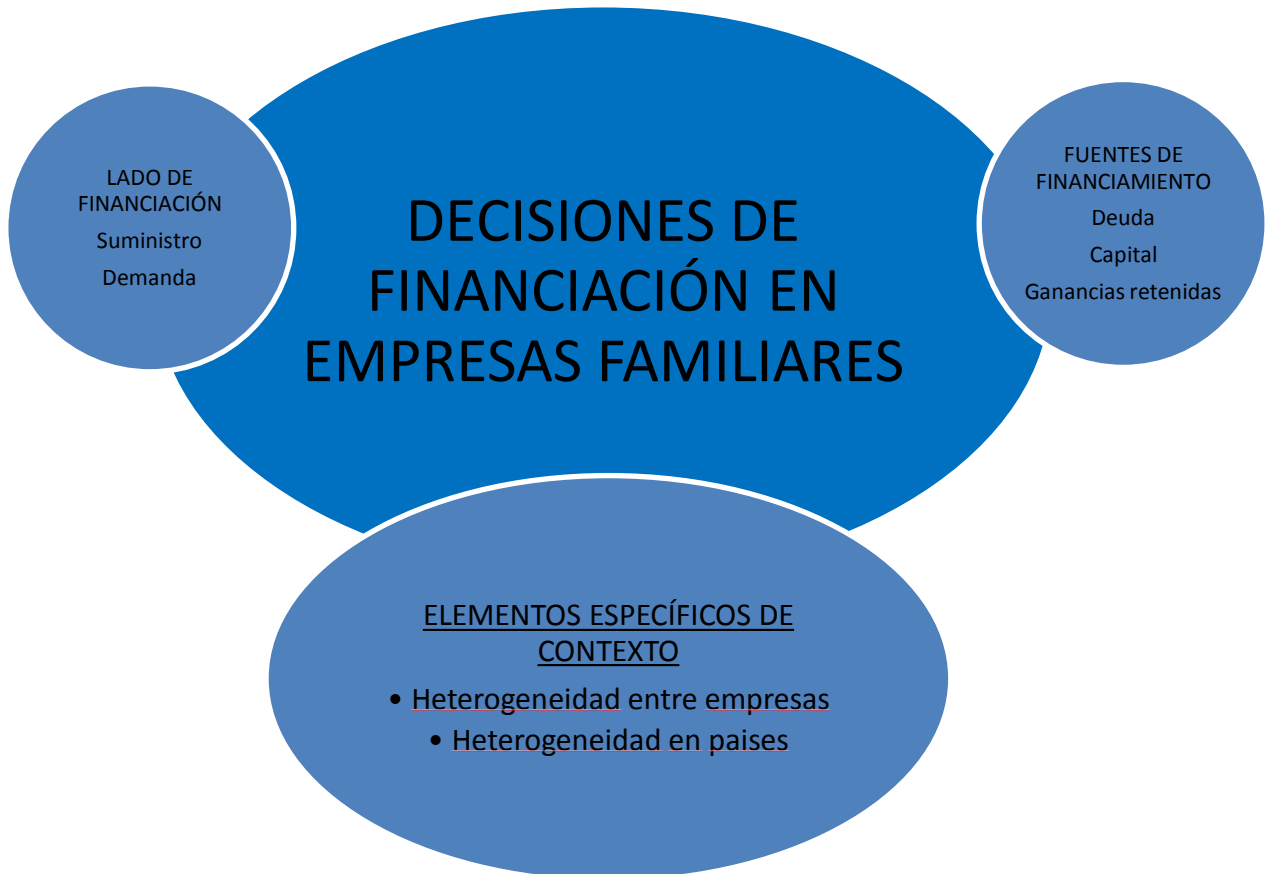 DECISIONES DE
FINANCIACIÓN EN
EMPRESAS FAMILIARES
LADO DE
FINANCIACIÓN
Suministro
Demanda
FUENTES DE
FINANCIAMIENTO
Deuda
Capital
Ganancias retenidas
ELEMENTOS ESPECÍFICOS DE
CONTEXTO
• Heterogeneidad entre empresas
• Heterogeneidad en paises